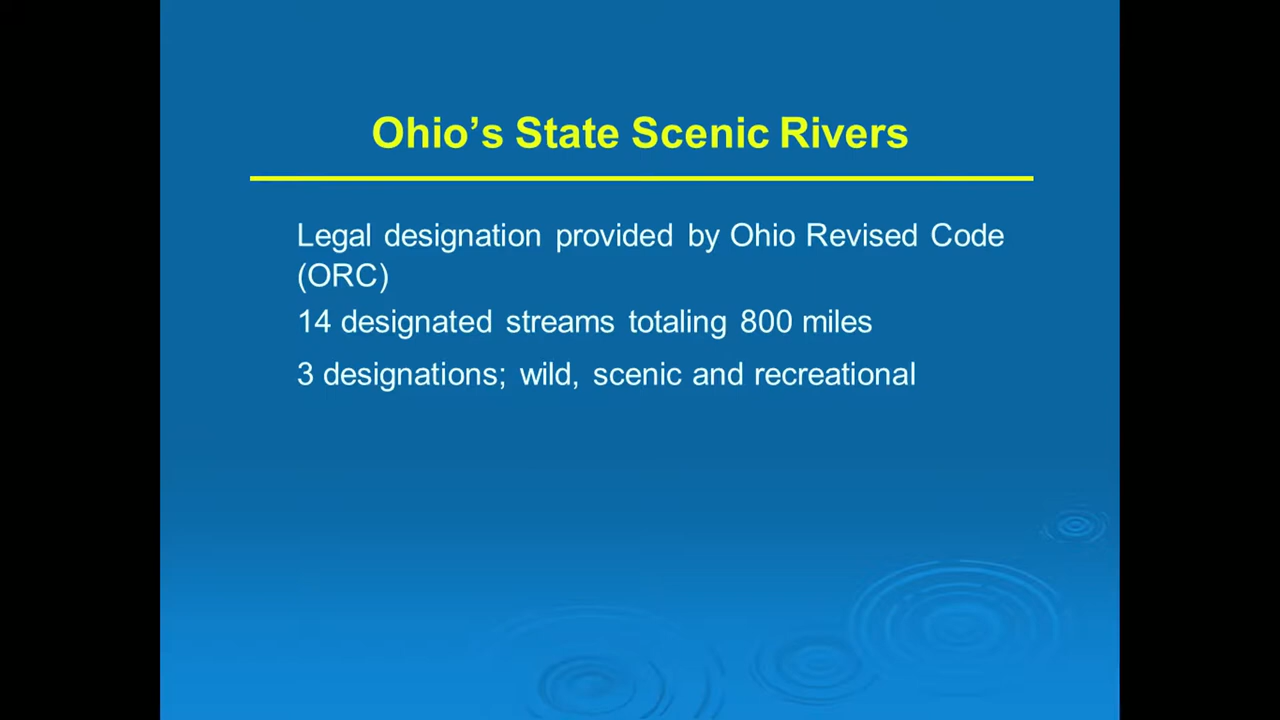 Ohio’s State Scenic Rivers
Legal designation provided by Ohio Revised Code
(ORC)
14 designated streams totaling 800 miles
3 designations; wild, scenic and recreational